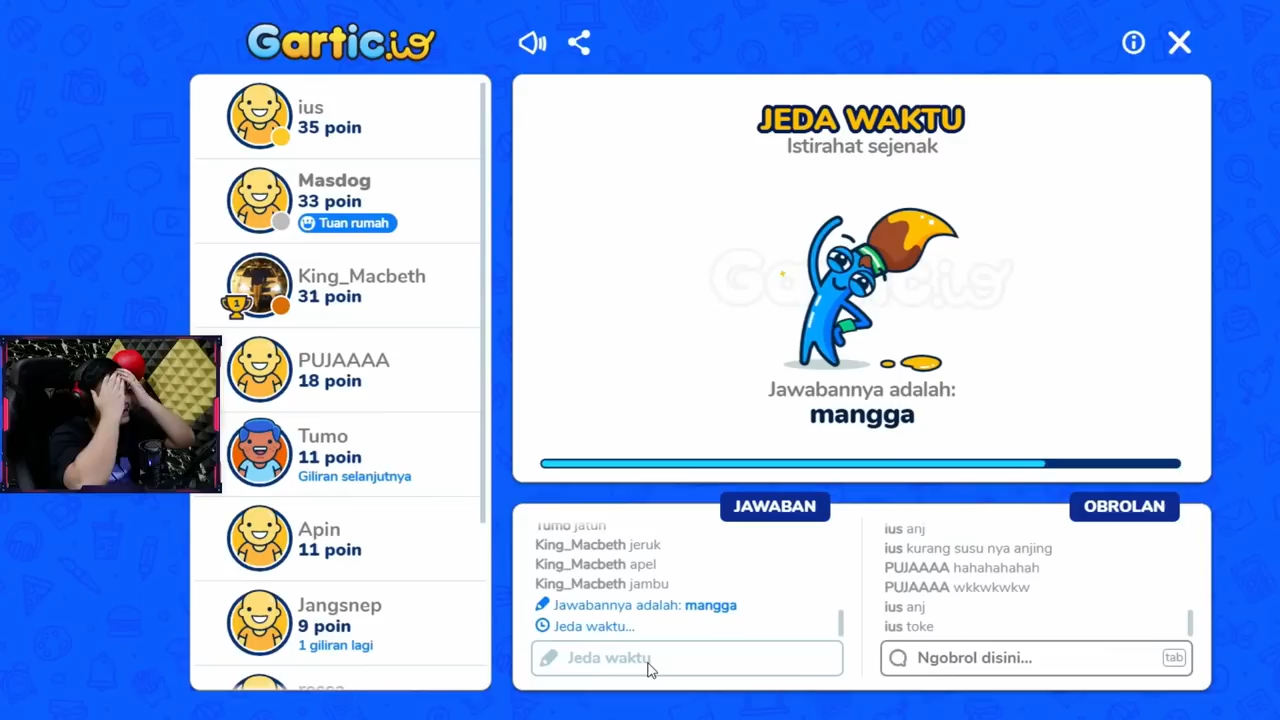 Gartic.io
ius
35 poin
Masdog
33 poin
Tuan rumah
1
King_Macbeth
31 poin
PUJAAAA
18 poin
Tumo
11 poin
Giliran selanjutnya
Apin
11 poin
Jangsnep
9 poin
1 giliran lagi
JEDA WAKTU
Istirahat sejenak
Gartic.io
Jawabannya adalah:
mangga
JAWABAN
Tumo jatuh
King_Macbeth jeruk
King_Macbeth apel
King_Macbeth jambu
Jawabannya adalah: mangga
Jeda waktu...
Jeda waktu
OBROLAN
ius anj
ius kurang susu nya anjing
PUJAAAA hahahahahah
PUJAAAA wkkwkwkw
ius anj
ius toke
Ngobrol disini...
tab